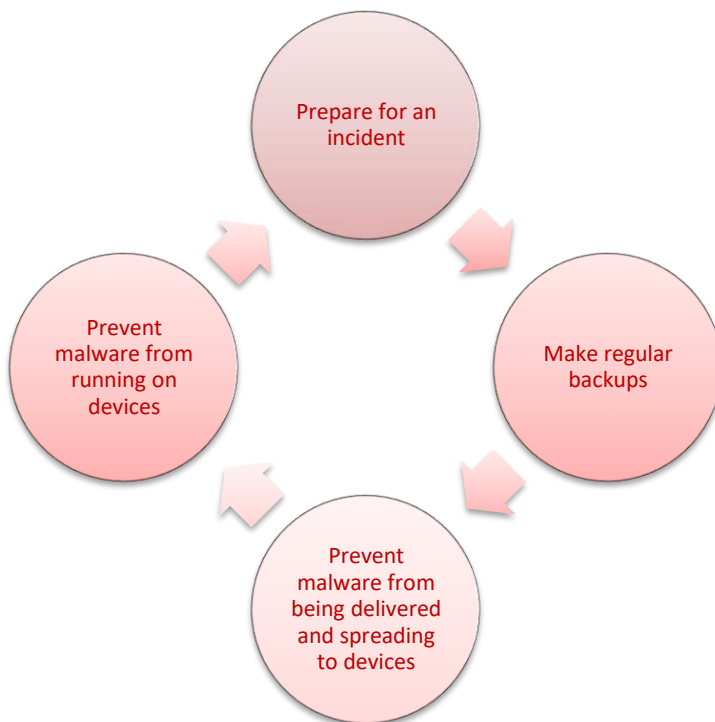 Prepare for an
incident
Make regular
backups
Prevent
malware from
being delivered
and spreading
to devices
Prevent
malware from
running on
devices